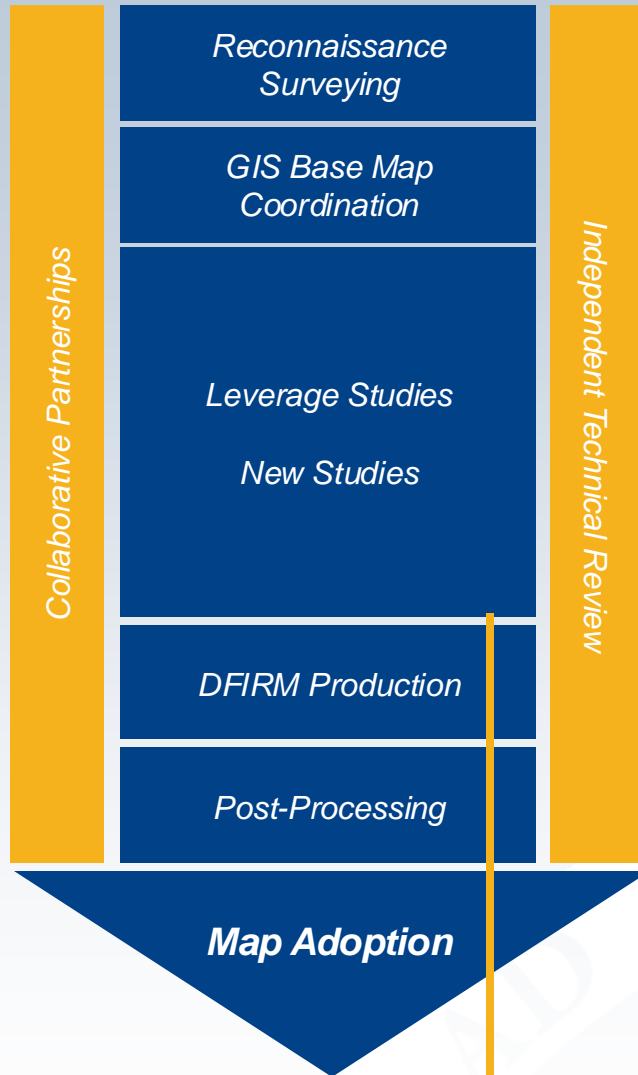 Reconnaissance
Surveying
GIS Base Map
Coordination
Collaborative Partnerships
Independent Technical Review
Leverage Studies
New Studies
DFIRM Production
Post-Processing
Map Adoption
AD